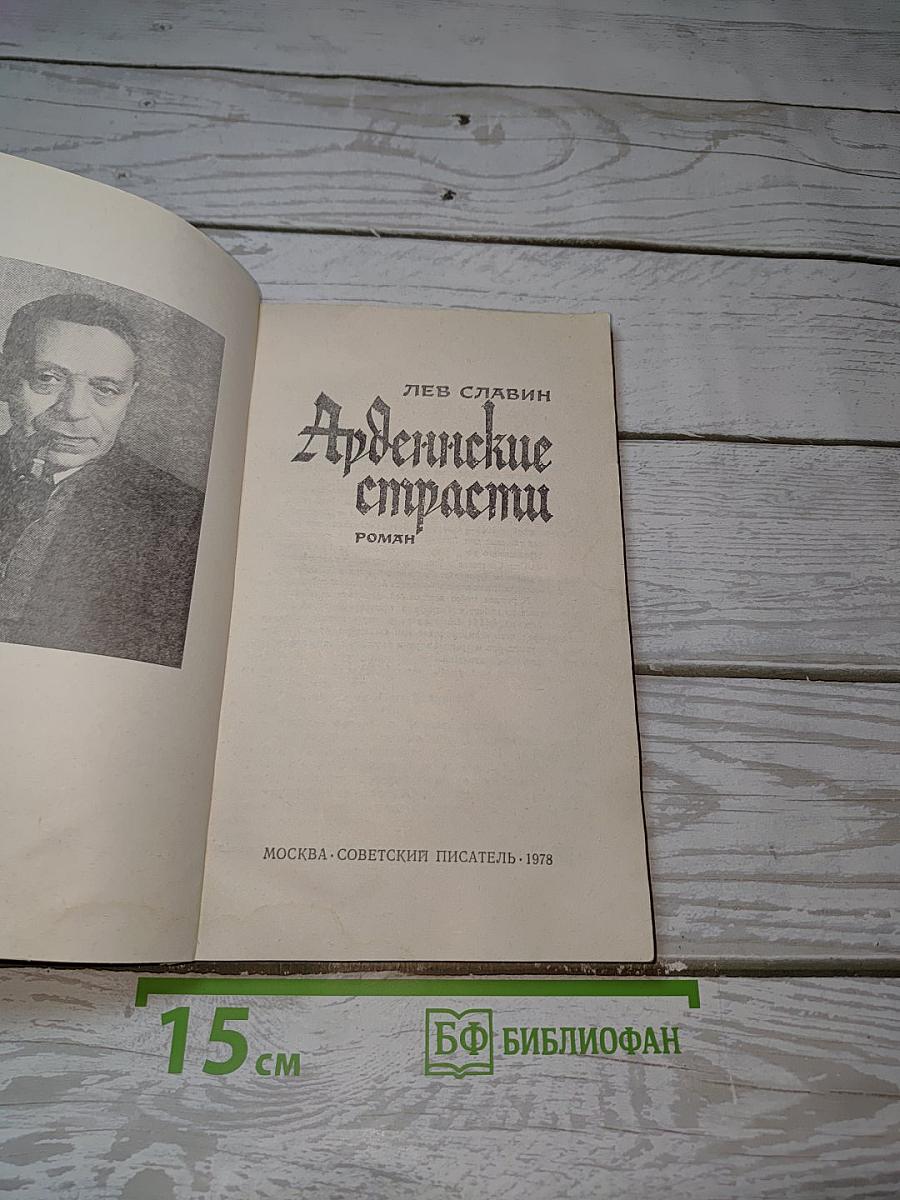 ЛЕВ СЛАВИН
Арденнские
страсти
РОМАН
МОСКВА · СОВЕТСКИЙ ПИСАТЕЛЬ · 1978
15 см
БФ БИБЛИОФАН